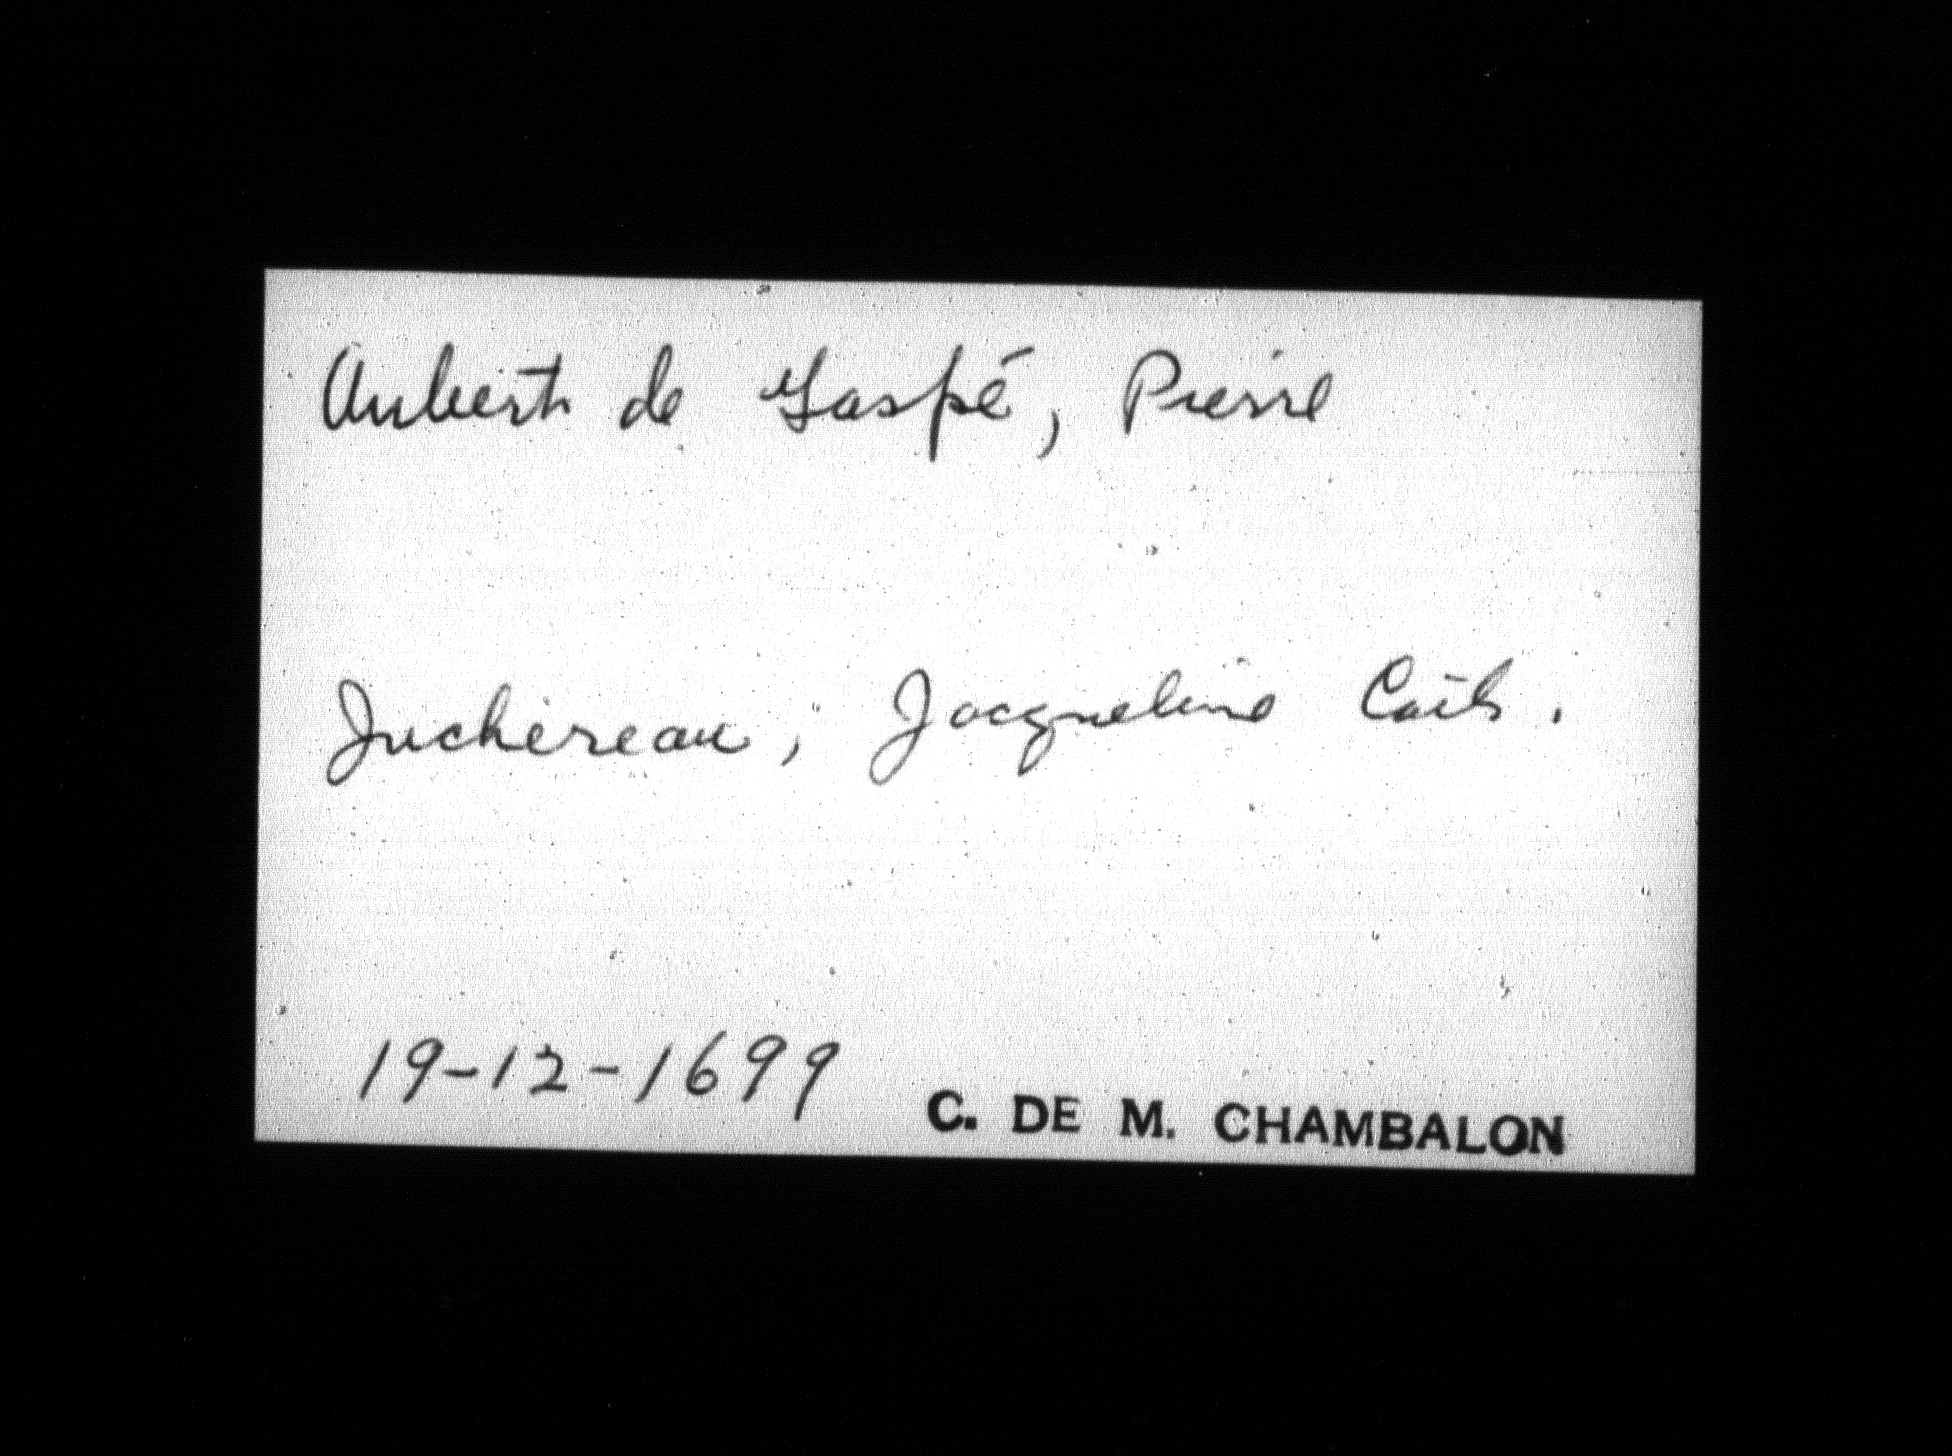 Aubert de Gaspé, Pierre
Juchereau; Jacqueline Cath.
19-12-1699
C. DE M. CHAMBALON